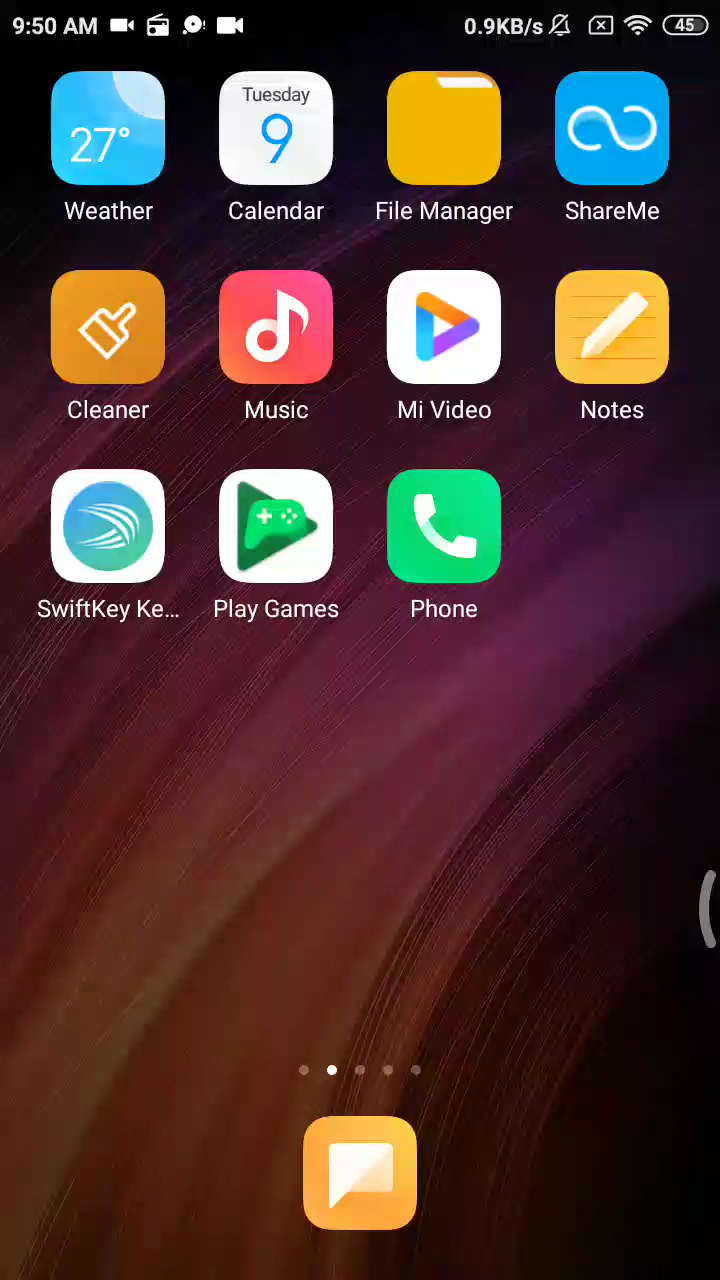 9:50 AM 0.9KB/s 45
Tuesday
27° 9
Weather Calendar File Manager ShareMe
Cleaner Music Mi Video Notes
SwiftKey Ke... Play Games Phone